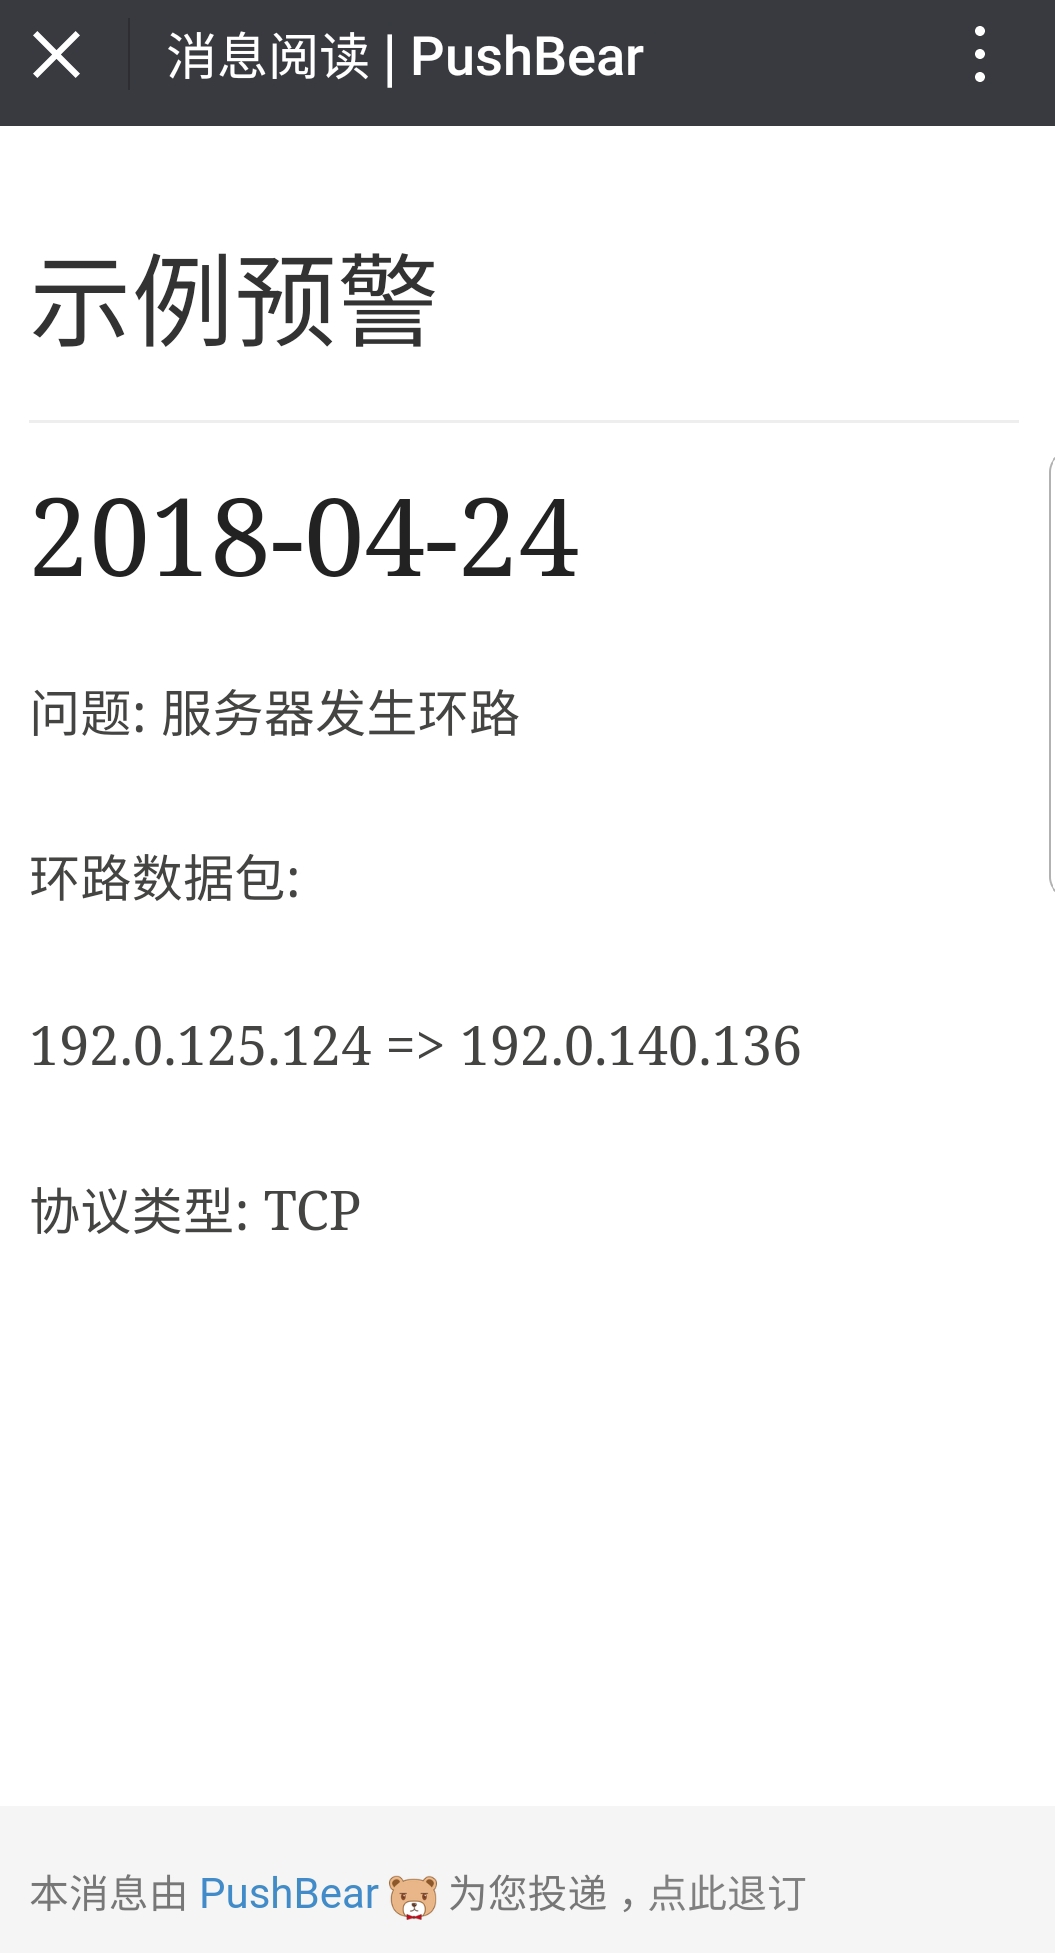 消息阅读 | PushBear
示例预警
2018-04-24
问题: 服务器发生环路
环路数据包:
192.0.125.124 => 192.0.140.136
协议类型: TCP
本消息由 PushBear 为您投递，点此退订